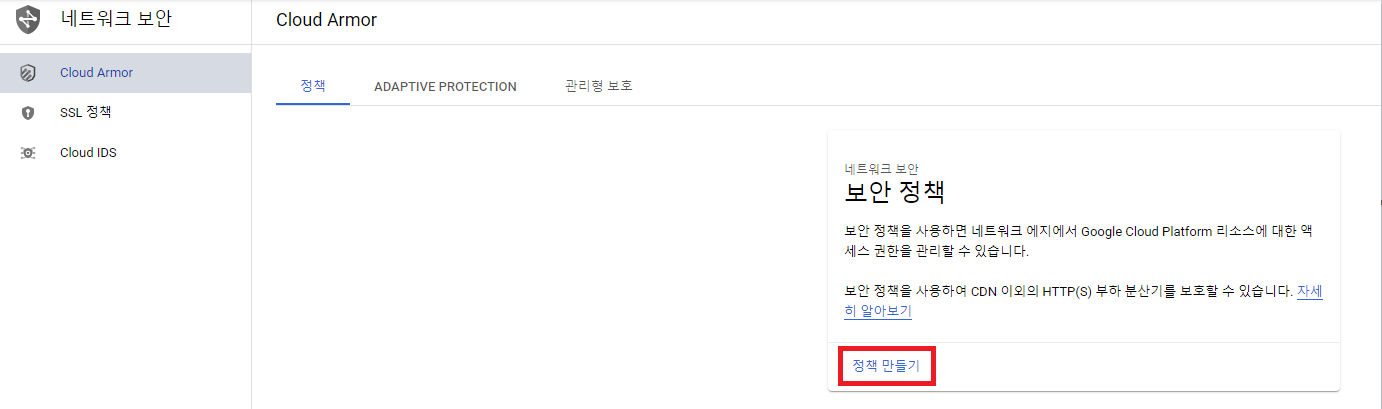 네트워크 보안
Cloud Armor
Cloud Armor
SSL 정책
Cloud IDS
정책
ADAPTIVE PROTECTION
관리형 보호
네트워크 보안
보안 정책
보안 정책을 사용하면 네트워크 에지에서 Google Cloud Platform 리소스에 대한 액
세스 권한을 관리할 수 있습니다.
보안 정책을 사용하여 CDN 이외의 HTTP(S) 부하 분산기를 보호할 수 있습니다. 자세
히 알아보기
정책 만들기